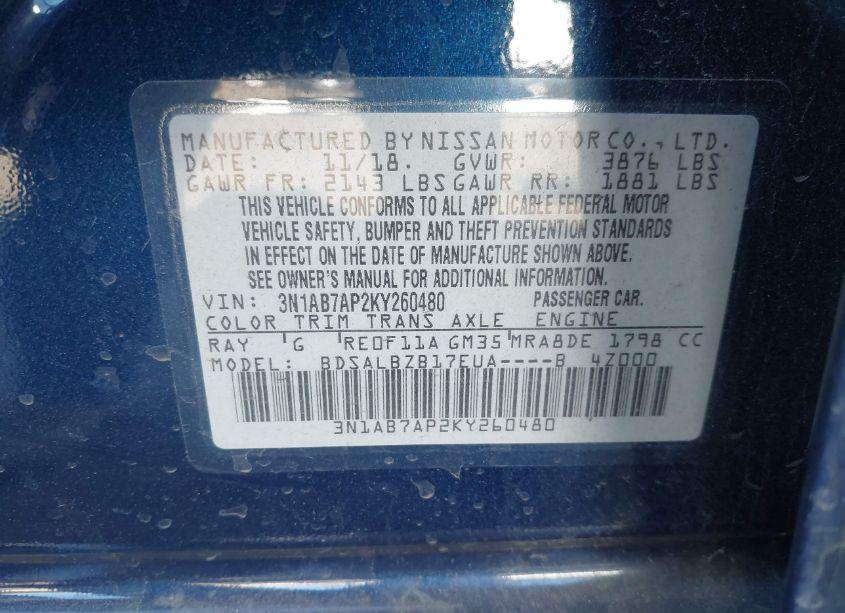 MANUFACTURED BY NISSAN MOTOR CO., LTD.
DATE: 11/18. GVWR: 3876 LBS
GAWR FR: 2143 LBS GAWR RR: 1881 LBS
THIS VEHICLE CONFORMS TO ALL APPLICABLE FEDERAL MOTOR
VEHICLE SAFETY, BUMPER AND THEFT PREVENTION STANDARDS
IN EFFECT ON THE DATE OF MANUFACTURE SHOWN ABOVE.
SEE OWNER'S MANUAL FOR ADDITIONAL INFORMATION.
VIN: 3N1AB7AP2KY260480 PASSENGER CAR.
COLOR TRIM TRANS AXLE ENGINE
RAY G RE0F11A GM35 MRA8DE 1798 CC
MODEL: BDSALBZB17EUA----B 4Z000
3N1AB7AP2KY260480